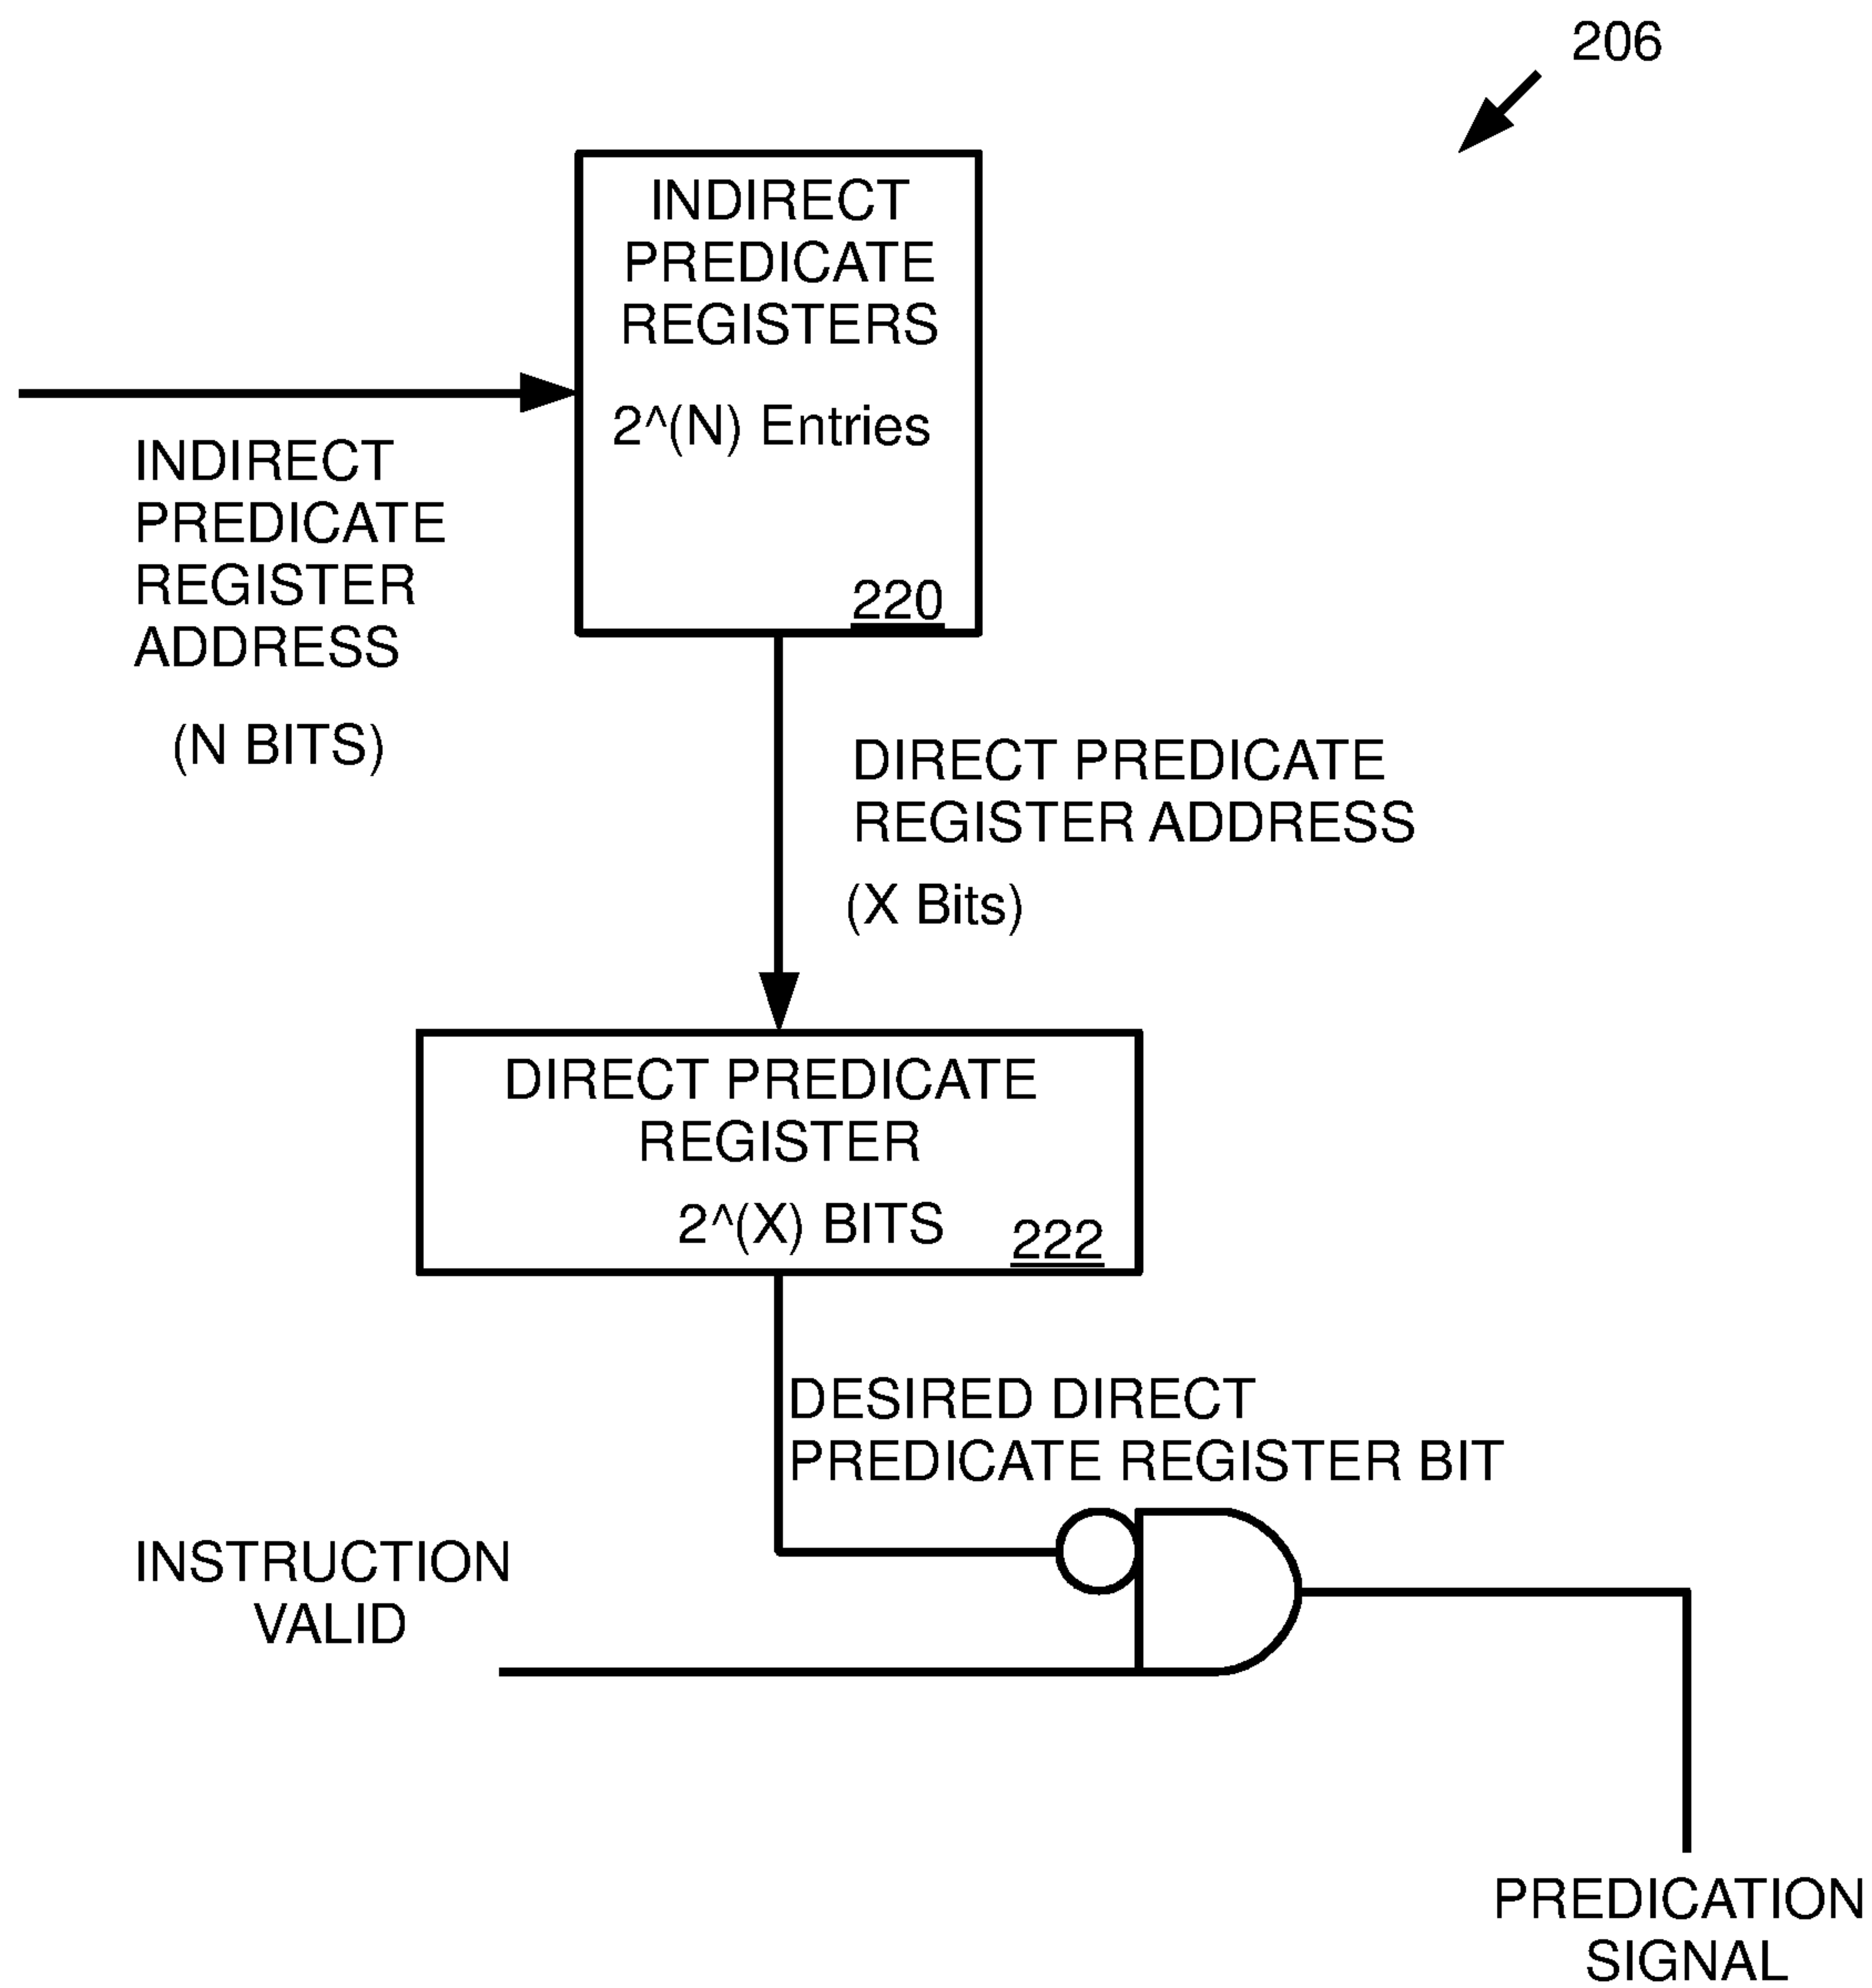 206
INDIRECT
PREDICATE
REGISTERS
2^(N) Entries
220
INDIRECT
PREDICATE
REGISTER
ADDRESS
(N BITS)
DIRECT PREDICATE
REGISTER ADDRESS
(X Bits)
DIRECT PREDICATE
REGISTER
2^(X) BITS
222
DESIRED DIRECT
PREDICATE REGISTER BIT
INSTRUCTION
VALID
PREDICATION
SIGNAL